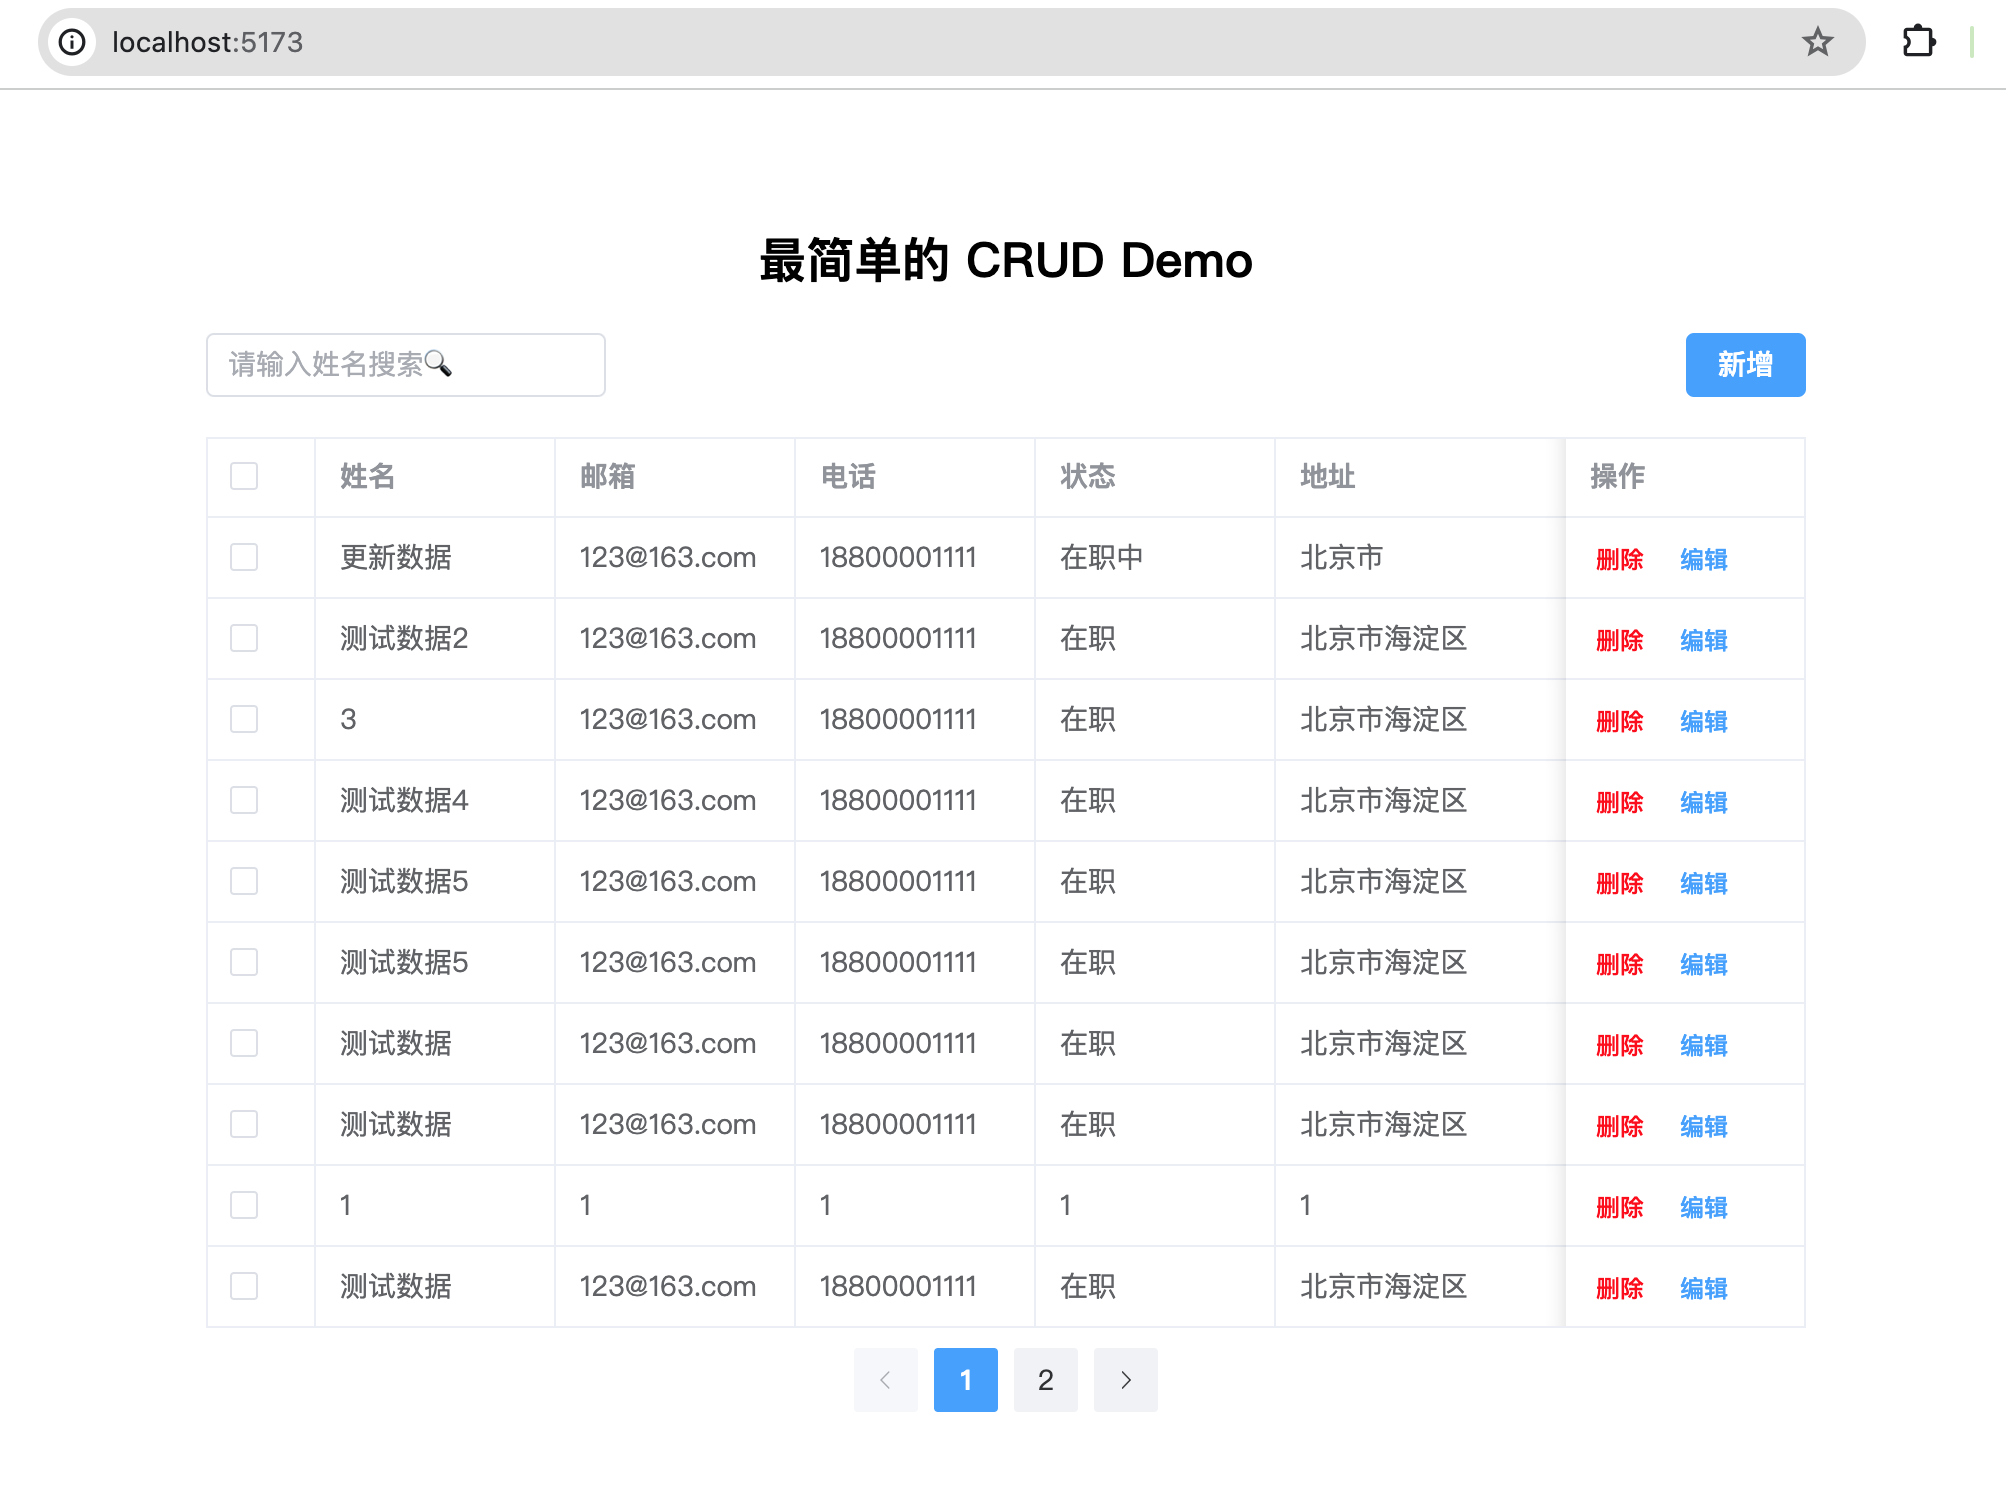 localhost:5173
最简单的 CRUD Demo
请输入姓名搜索🔍 新增
姓名 邮箱 电话 状态 地址 操作
更新数据 123@163.com 18800001111 在职中 北京市 删除 编辑
测试数据2 123@163.com 18800001111 在职 北京市海淀区 删除 编辑
3 123@163.com 18800001111 在职 北京市海淀区 删除 编辑
测试数据4 123@163.com 18800001111 在职 北京市海淀区 删除 编辑
测试数据5 123@163.com 18800001111 在职 北京市海淀区 删除 编辑
测试数据5 123@163.com 18800001111 在职 北京市海淀区 删除 编辑
测试数据 123@163.com 18800001111 在职 北京市海淀区 删除 编辑
测试数据 123@163.com 18800001111 在职 北京市海淀区 删除 编辑
1 1 1 1 1 删除 编辑
测试数据 123@163.com 18800001111 在职 北京市海淀区 删除 编辑
1 2